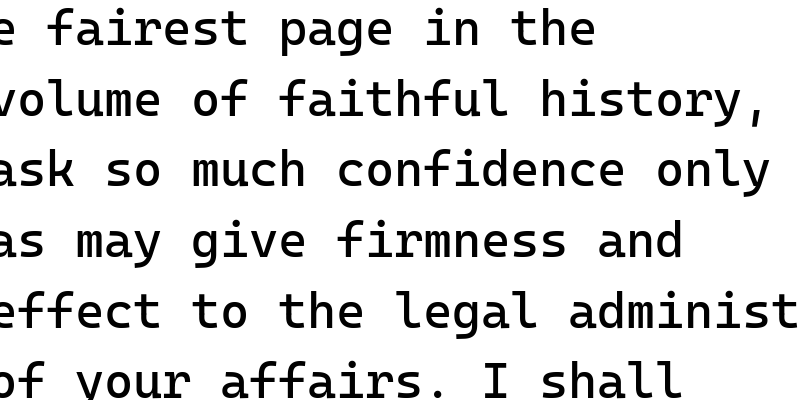 e fairest page in the
volume of faithful history,
ask so much confidence only
as may give firmness and
effect to the legal administ
of your affairs. I shall